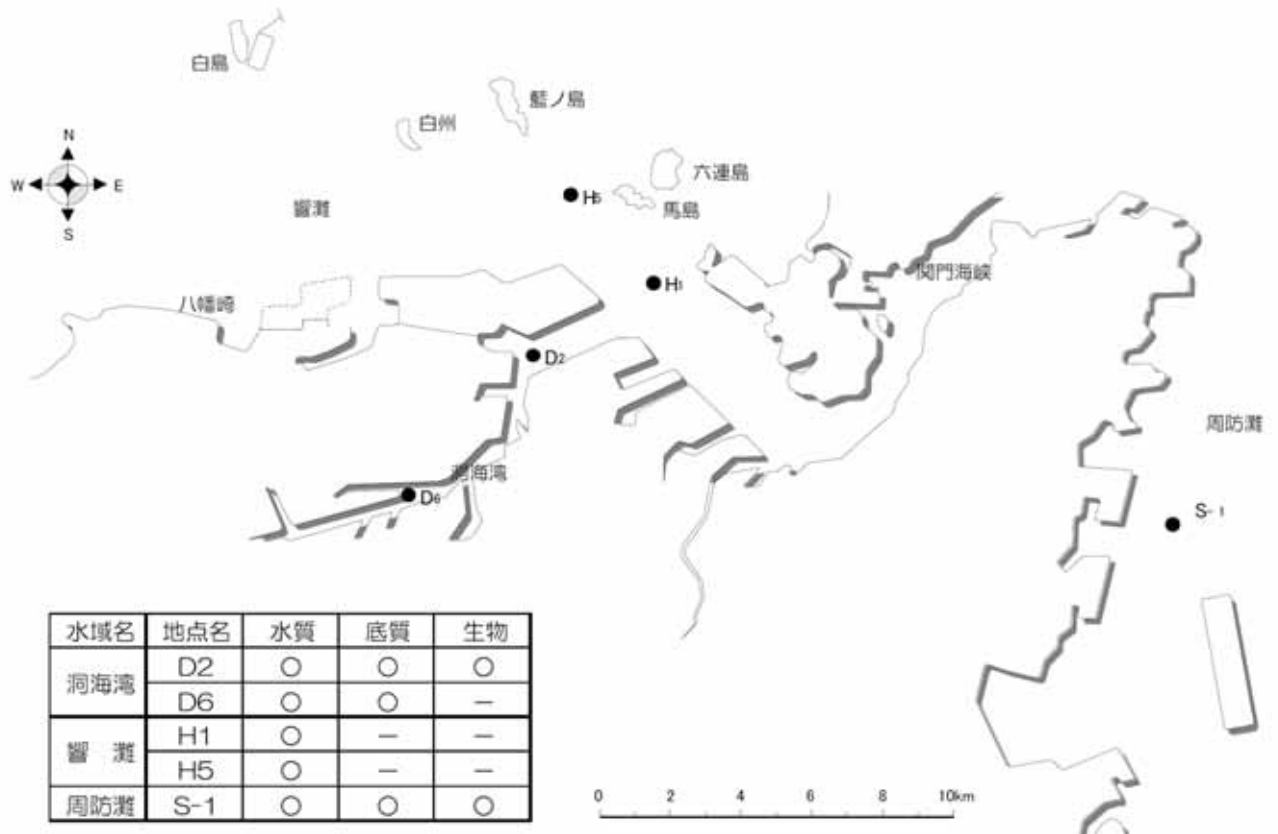 白島
藍ノ島
白州
N
W E
S
六連島
H5
馬島
響灘
関門海峡
H1
八幡崎
D2
周防灘
洞海湾
D6
S-1
水域名 地点名 水質 底質 生物
洞海湾 D2 ○ ○ ○
D6 ○ ○ －
響 灘 H1 ○ － －
H5 ○ － －
周防灘 S-1 ○ ○ ○
0 2 4 6 8 10km